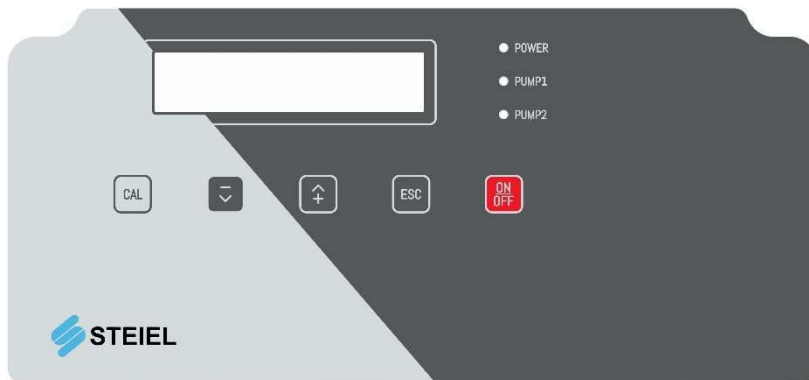 POWER
PUMP1
PUMP2
CAL
ESC
ON
OFF
STEIEL